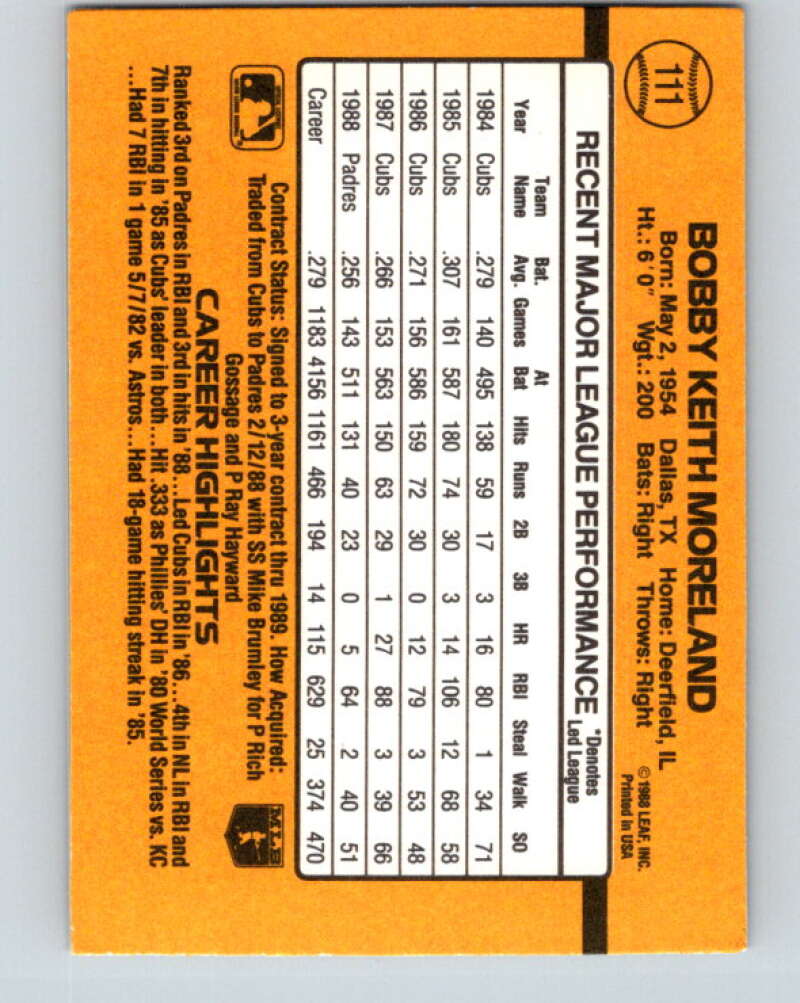 111
BOBBY KEITH MORELAND
Born: May 2, 1954 Dallas, TX Home: Deerfield, IL
Ht.: 6'0" Wgt.: 200 Bats: Right Throws: Right
© 1988 LEAF, INC.
Printed in USA
RECENT MAJOR LEAGUE PERFORMANCE *Denotes Led League
Year Team Name Bat. Avg. Games At Bat Hits Runs 2B 3B HR RBI Steal Walk SO
1984 Cubs .279 140 495 138 59 17 3 16 80 1 34 71
1985 Cubs .307 161 587 180 74 30 3 14 106 12 68 58
1986 Cubs .271 156 586 159 72 30 0 12 79 3 53 48
1987 Cubs .266 153 563 150 63 29 1 27 88 3 39 66
1988 Padres .256 143 511 131 40 23 0 5 64 2 40 51
Career .279 1183 4156 1161 466 194 14 115 629 25 374 470
Contract Status: Signed to 3-year contract thru 1989. How Acquired:
Traded from Cubs to Padres 2/12/88 with SS Mike Brumley for P Rich
Gossage and P Ray Hayward
MLB
CAREER HIGHLIGHTS
Ranked 3rd on Padres in RBI and 3rd in hits in '88...Led Cubs in RBI in '86...4th in NL in RBI and
7th in hitting in '85 as Cubs' leader in both...Hit .333 as Phillies' DH in '80 World Series vs. KC
...Had 7 RBI in 1 game 5/7/82 vs. Astros...Had 18-game hitting streak in '85.